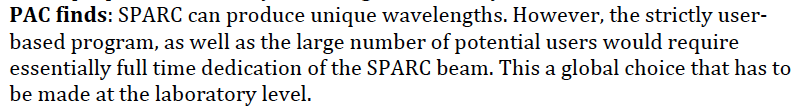 PAC finds: SPARC can produce unique wavelengths. However, the strictly user-
based program, as well as the large number of potential users would require
essentially full time dedication of the SPARC beam. This a global choice that has to
be made at the laboratory level.